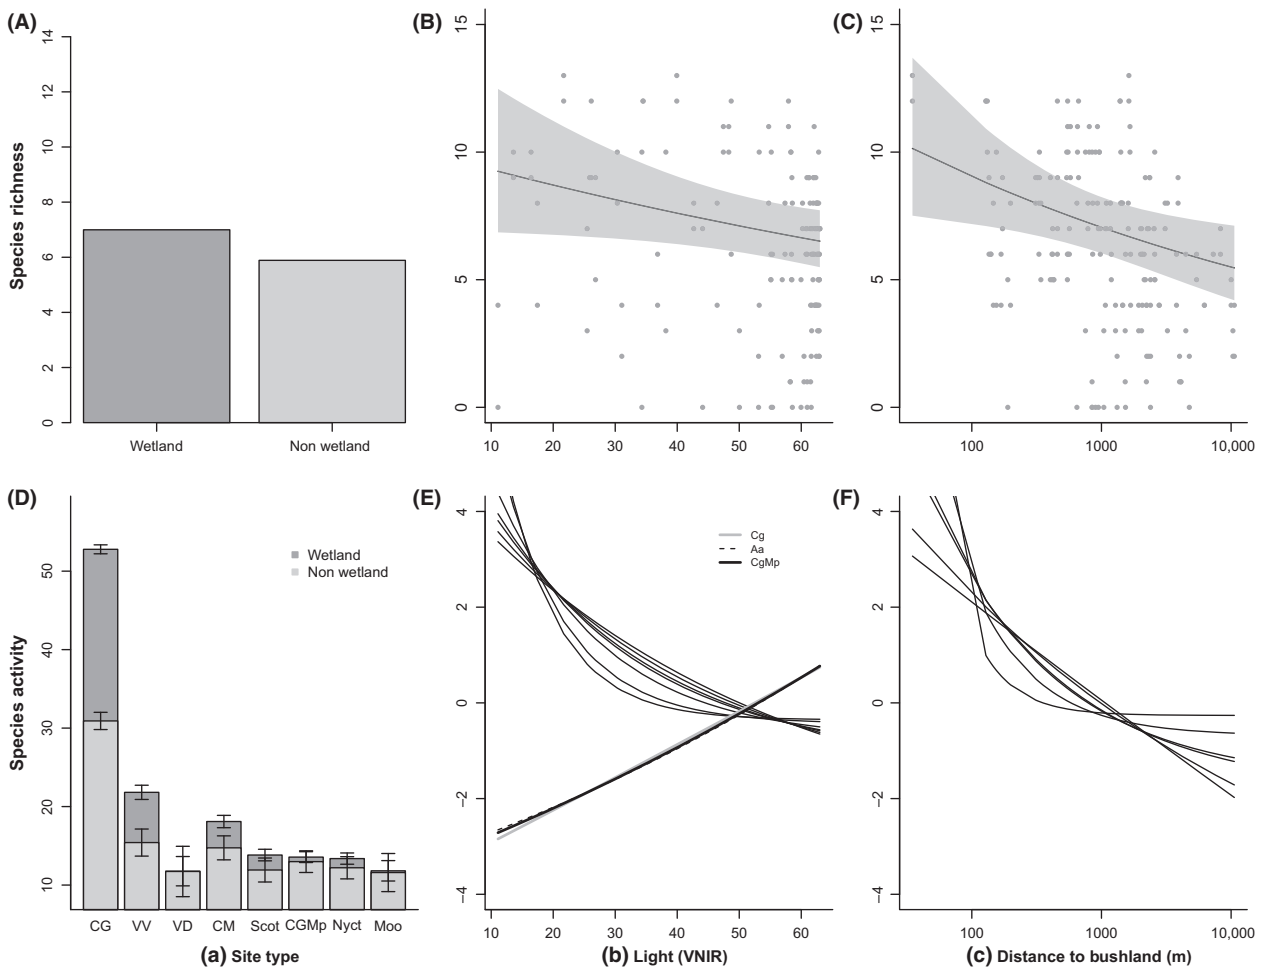 (A)
Species richness
0
2
4
6
8
10
12
14
Wetland
Non wetland
(B)
0
5
10
15
10
20
30
40
50
60
(C)
0
5
10
15
100
1000
10,000
(D)
Species activity
10
20
30
40
50
Wetland
Non wetland
CG
VV
VD
CM
Scot
CGMp
Nyct
Moo
(a) Site type
(E)
−4
−2
0
2
4
Cg
Aa
CgMp
10
20
30
40
50
60
(b) Light (VNIR)
(F)
−4
−2
0
2
4
100
1000
10,000
(c) Distance to bushland (m)